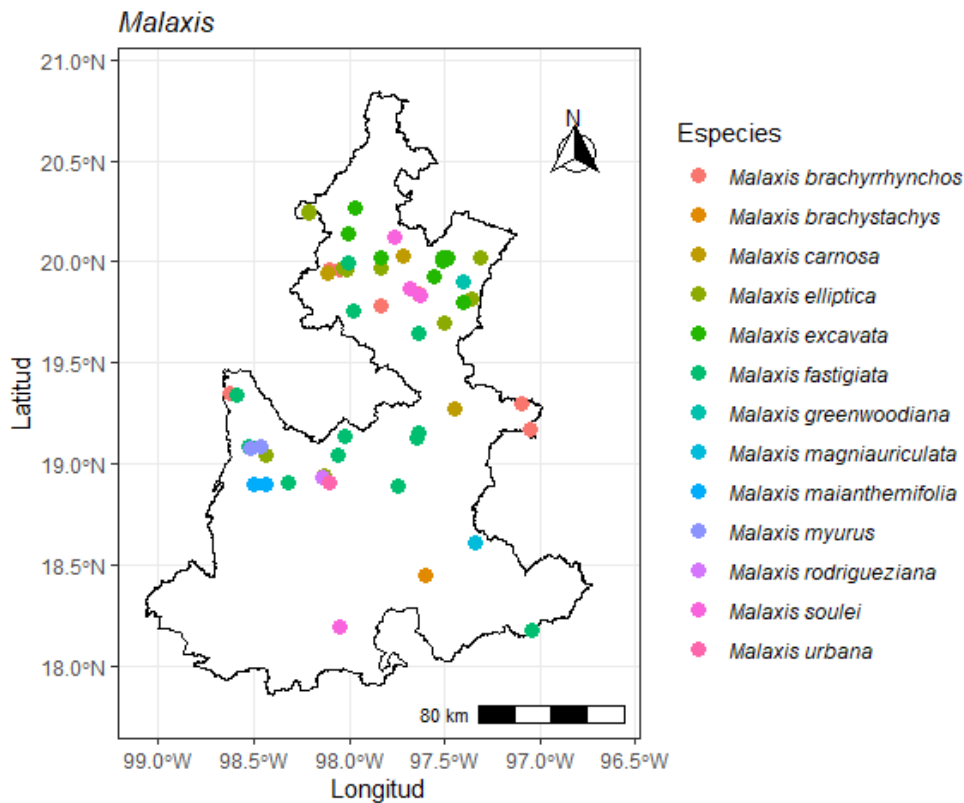 Malaxis
21.0°N
20.5°N
20.0°N
19.5°N
19.0°N
18.5°N
18.0°N
Latitud
N
80 km
99.0°W 98.5°W 98.0°W 97.5°W 97.0°W 96.5°W
Longitud
Especies
Malaxis brachyrrhynchos
Malaxis brachystachys
Malaxis carnosa
Malaxis elliptica
Malaxis excavata
Malaxis fastigiata
Malaxis greenwoodiana
Malaxis magniauriculata
Malaxis maianthemifolia
Malaxis myurus
Malaxis rodrigueziana
Malaxis soulei
Malaxis urbana